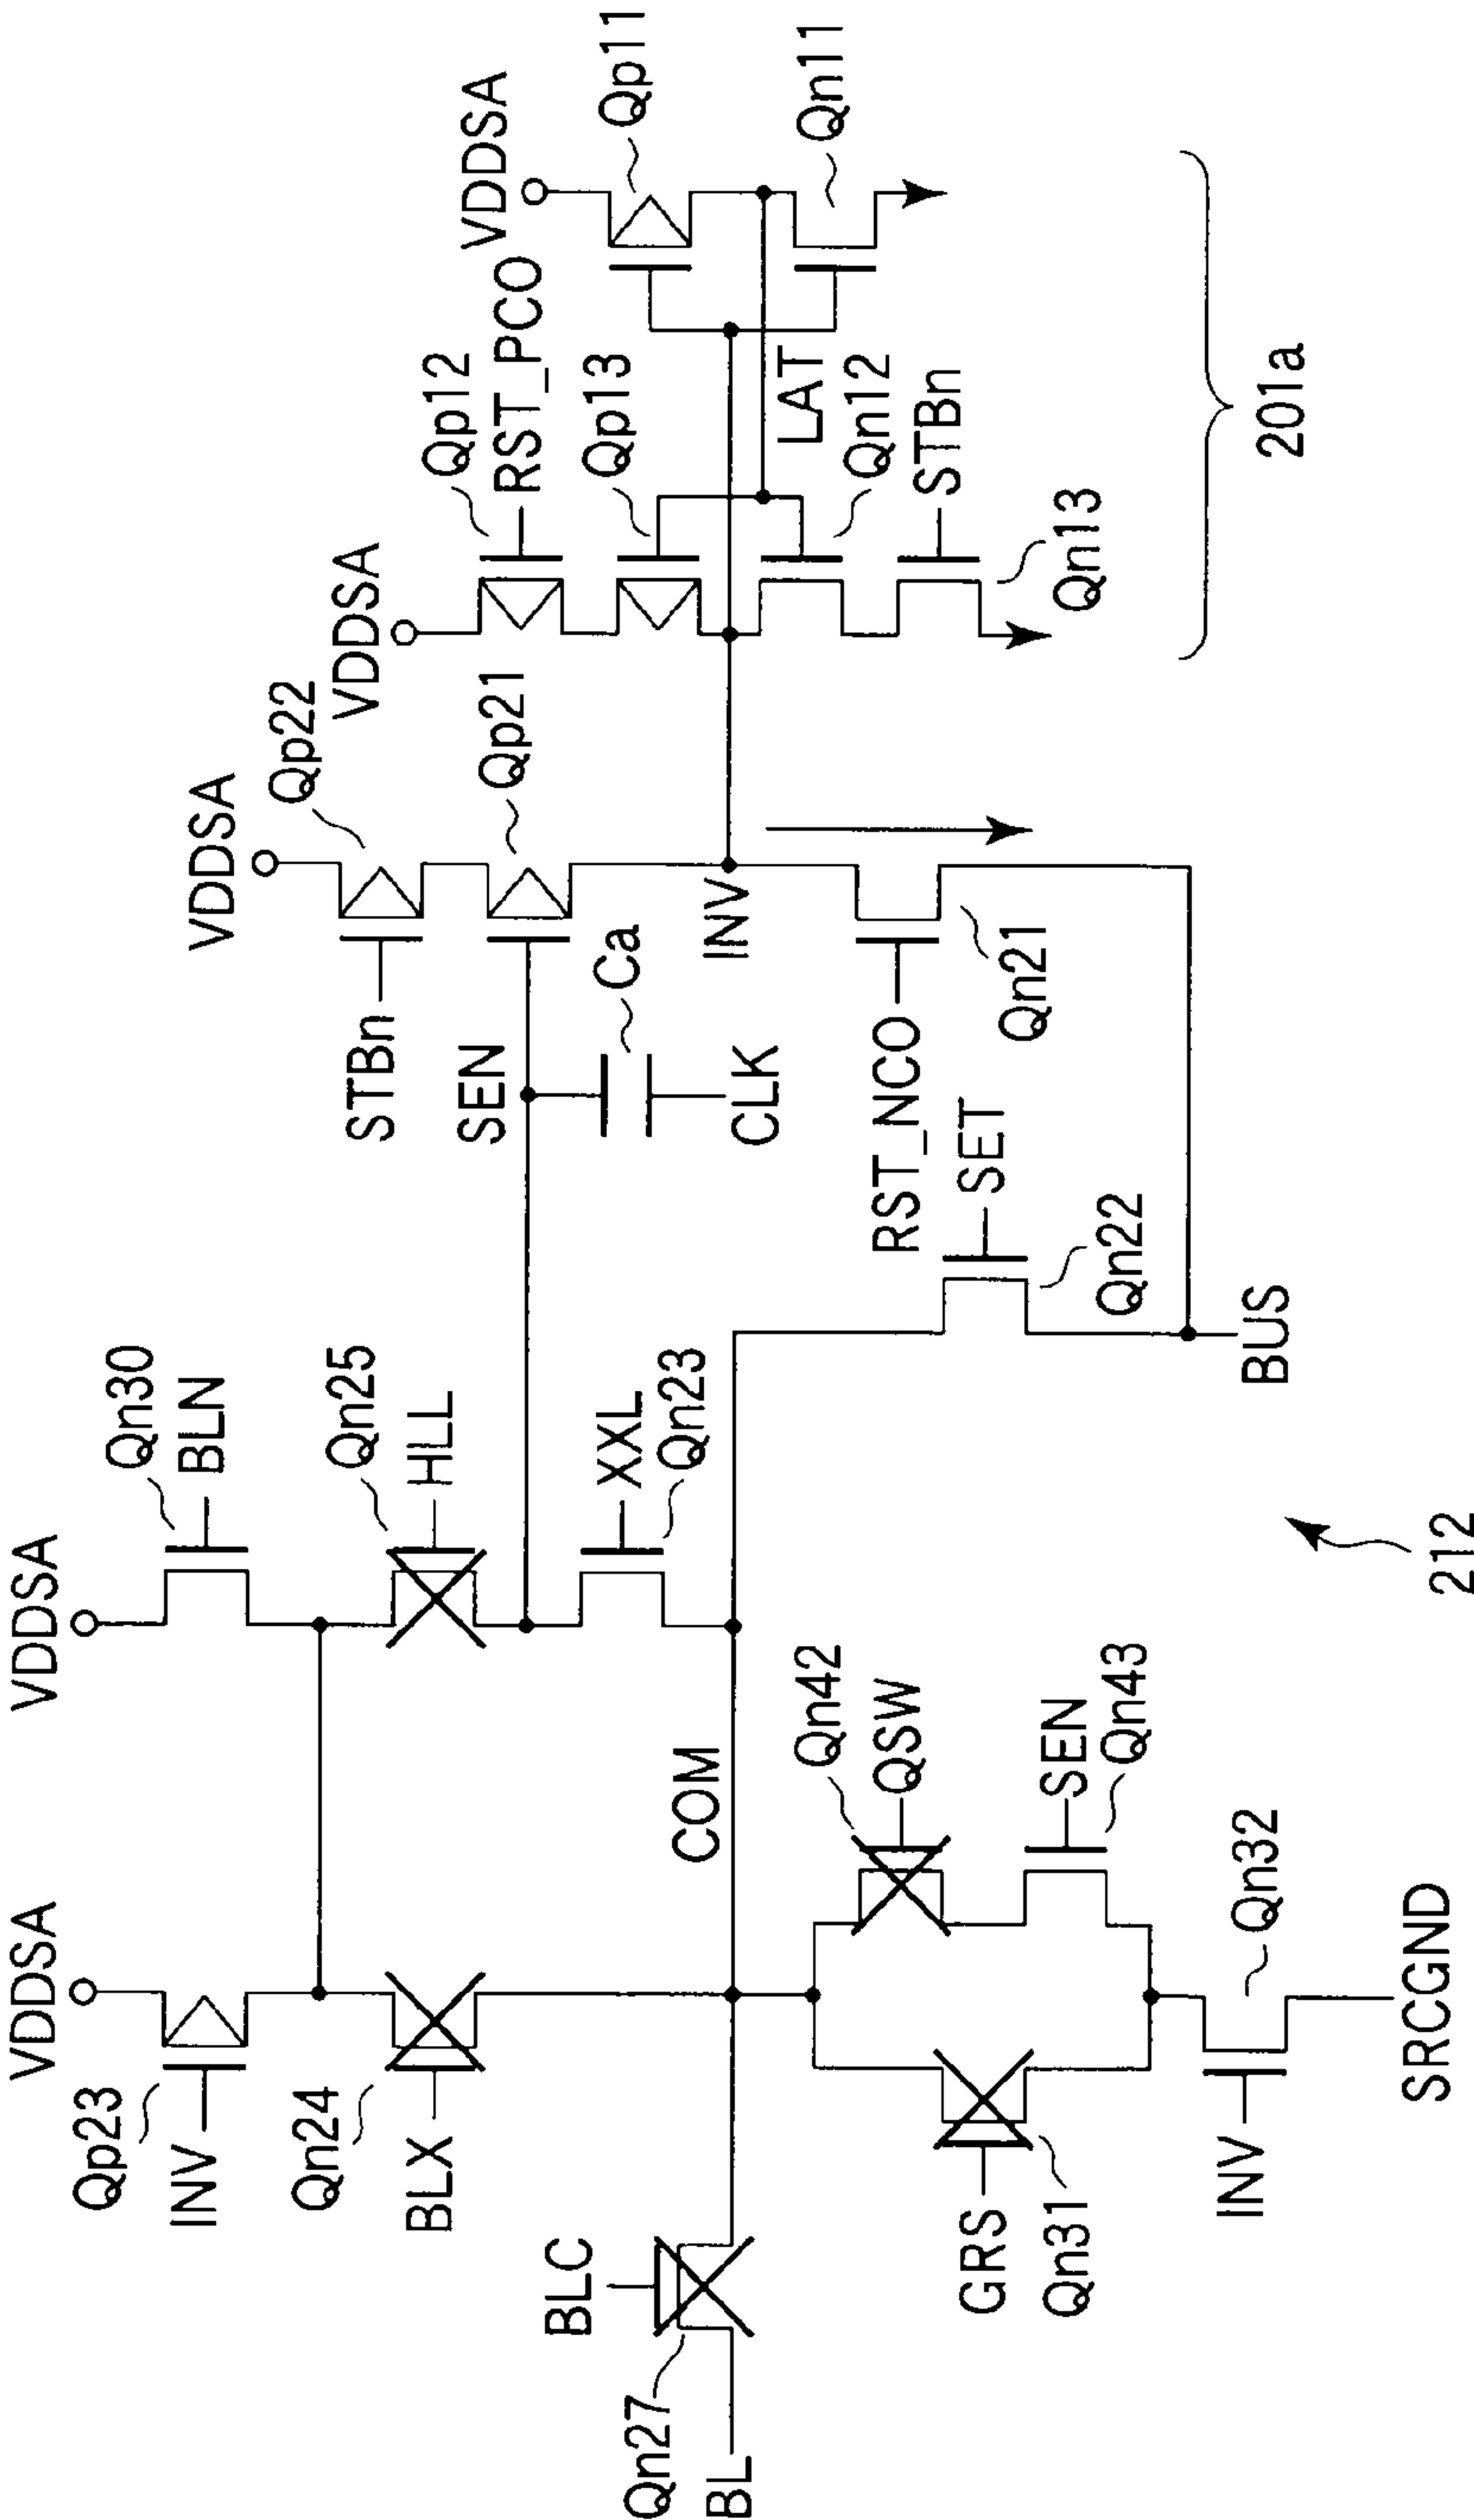 VDDSA
VDDSA
VDDSA
VDDSA
VDDSA
Qp23
INV
Qn30
BLN
Qp22
STBn
Qp12
RST_PCO
Qp11
Qn24
BLX
Qn25
HLL
SEN
Qp21
Qp13
BLC
Qn27
BL
XXL
Qn23
COM
Ca
CLK
INV
LAT
Qn11
Qn42
QSW
RST_NCO
Qn21
Qn12
STBn
Qn13
GRS
Qn31
SEN
Qn43
SET
Qn22
INV
Qn32
SRCGND
BUS
201a
212